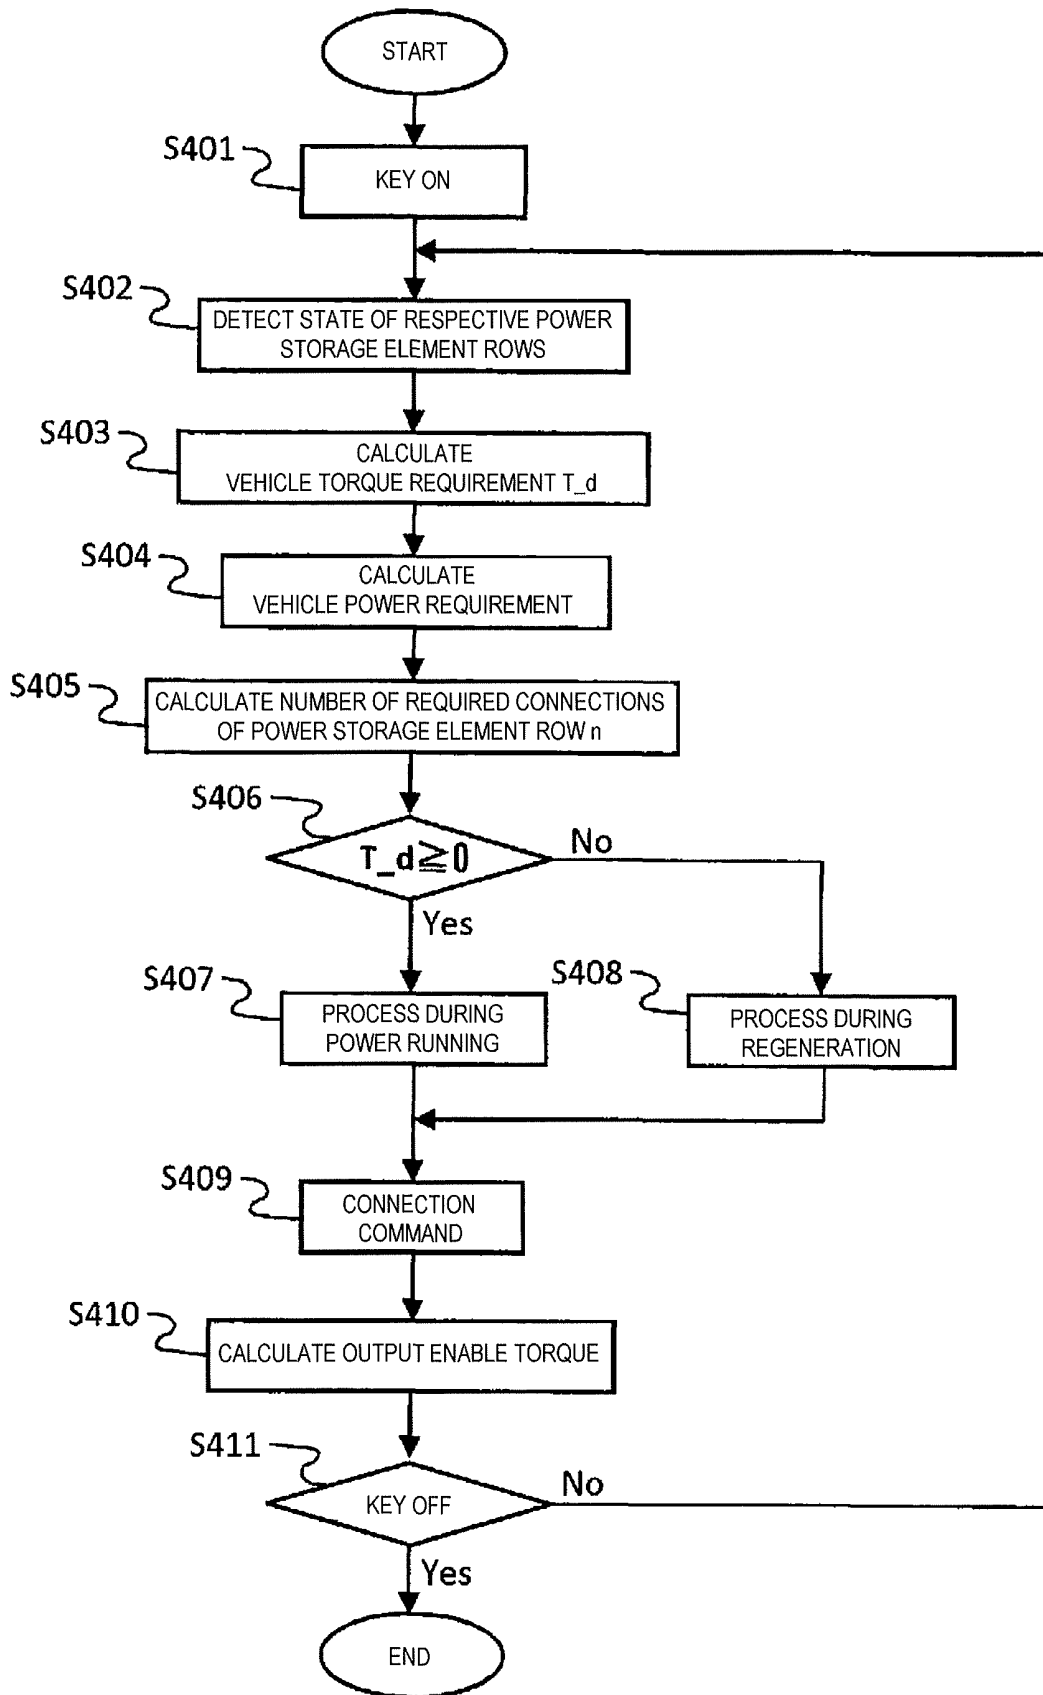 START
S401
KEY ON
S402
DETECT STATE OF RESPECTIVE POWER
STORAGE ELEMENT ROWS
S403
CALCULATE
VEHICLE TORQUE REQUIREMENT T_d
S404
CALCULATE
VEHICLE POWER REQUIREMENT
S405
CALCULATE NUMBER OF REQUIRED CONNECTIONS
OF POWER STORAGE ELEMENT ROW n
S406
T_d≧0
No
Yes
S407
PROCESS DURING
POWER RUNNING
S408
PROCESS DURING
REGENERATION
S409
CONNECTION
COMMAND
S410
CALCULATE OUTPUT ENABLE TORQUE
S411
KEY OFF
No
Yes
END